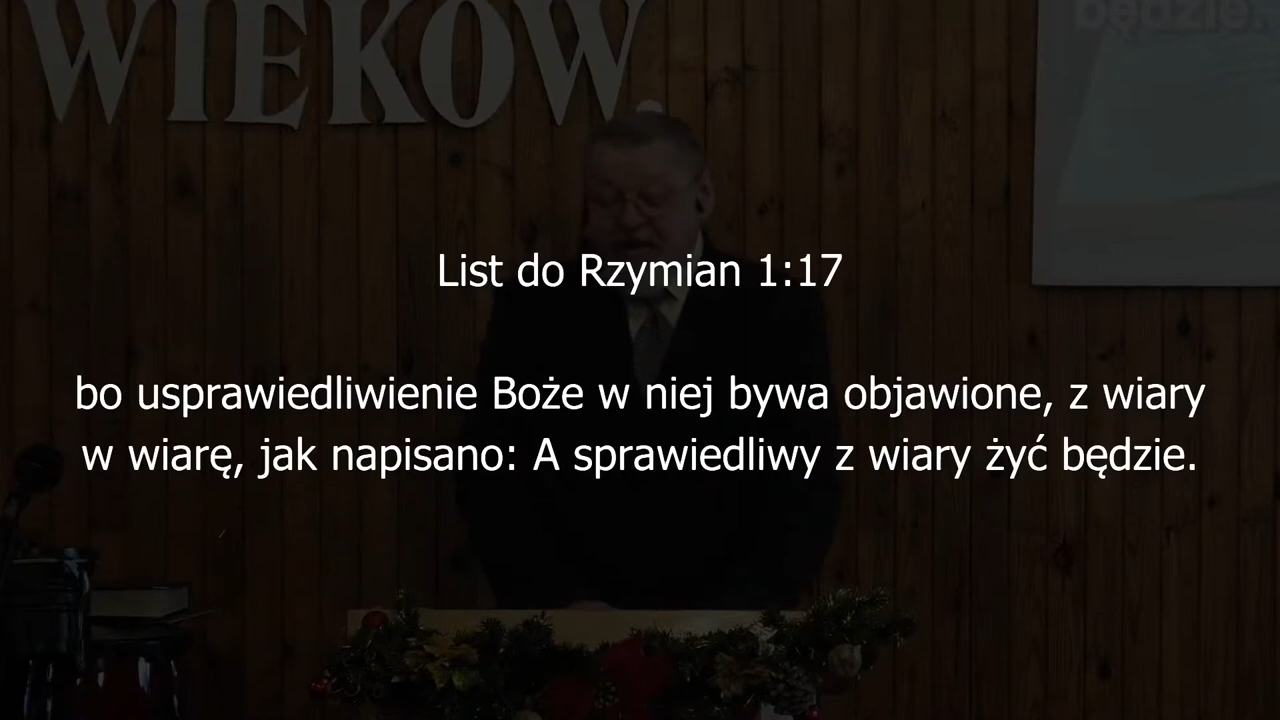 WIEKÓW
będzie.
List do Rzymian 1:17
bo usprawiedliwienie Boże w niej bywa objawione, z wiary
w wiarę, jak napisano: A sprawiedliwy z wiary żyć będzie.